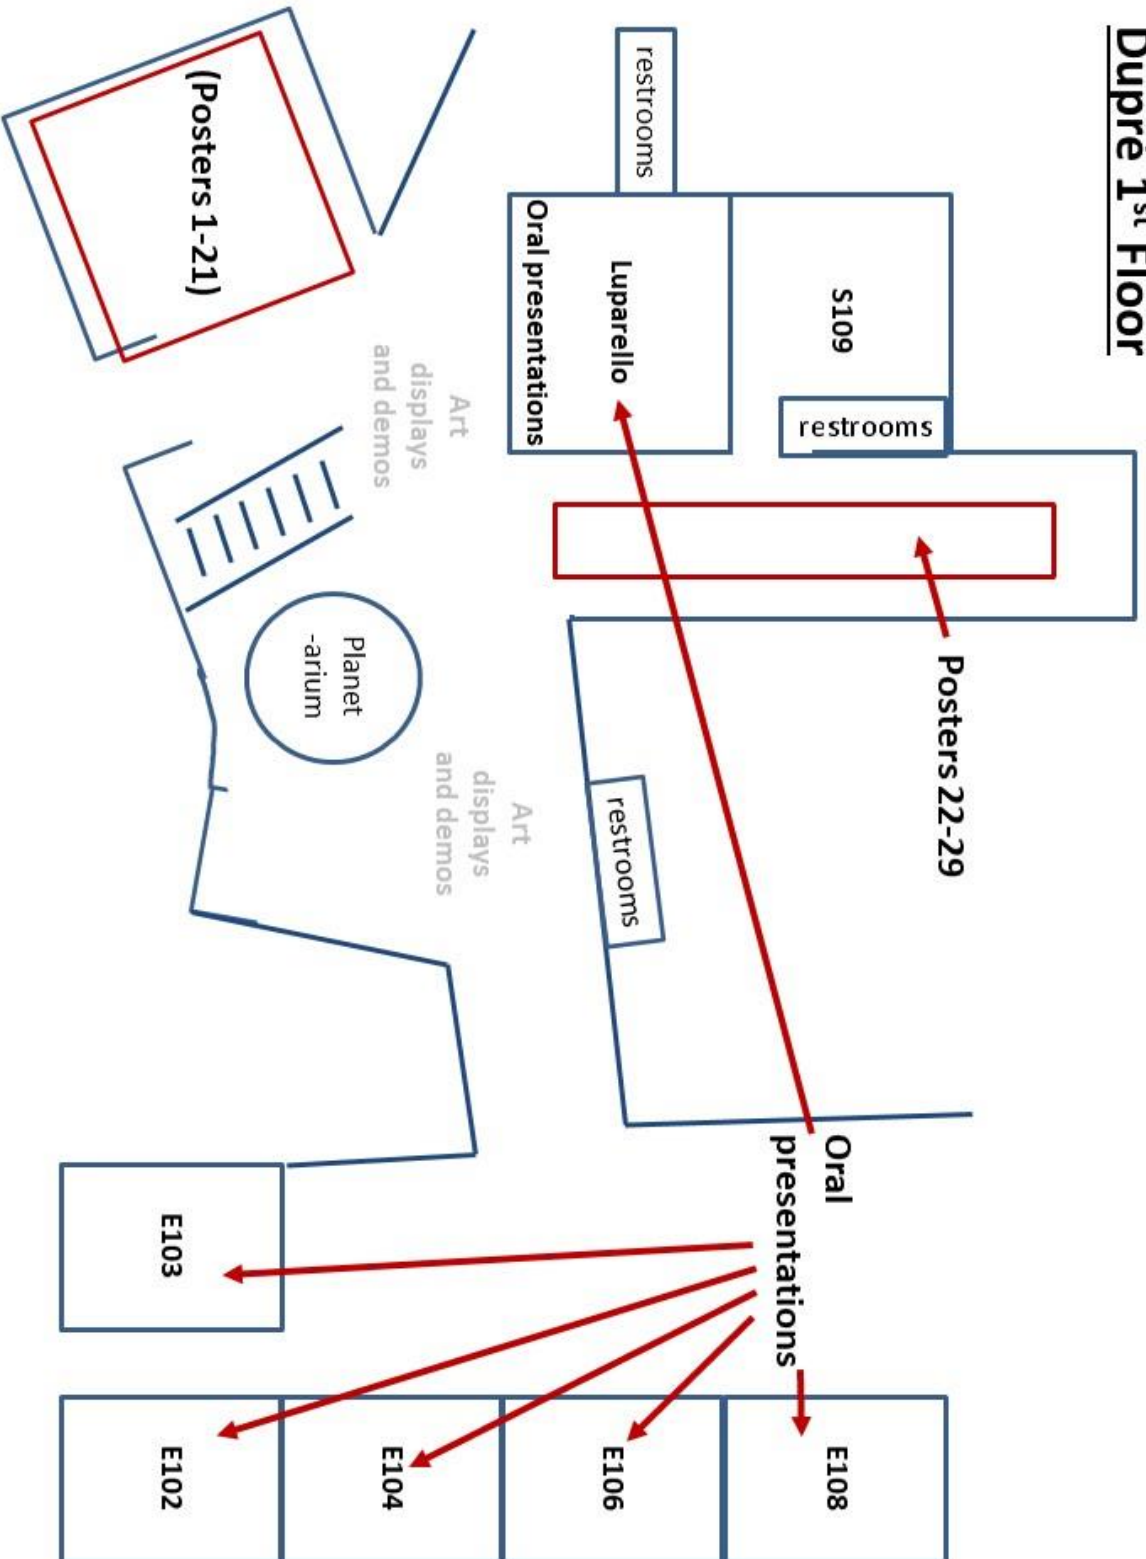 Dupré 1st Floor
restrooms
S109
restrooms
Luparello
Oral presentations
(Posters 1-21)
Art
displays
and demos
Planet
-arium
Posters 22-29
restrooms
Art
displays
and demos
Oral
presentations
E103
E108
E106
E104
E102